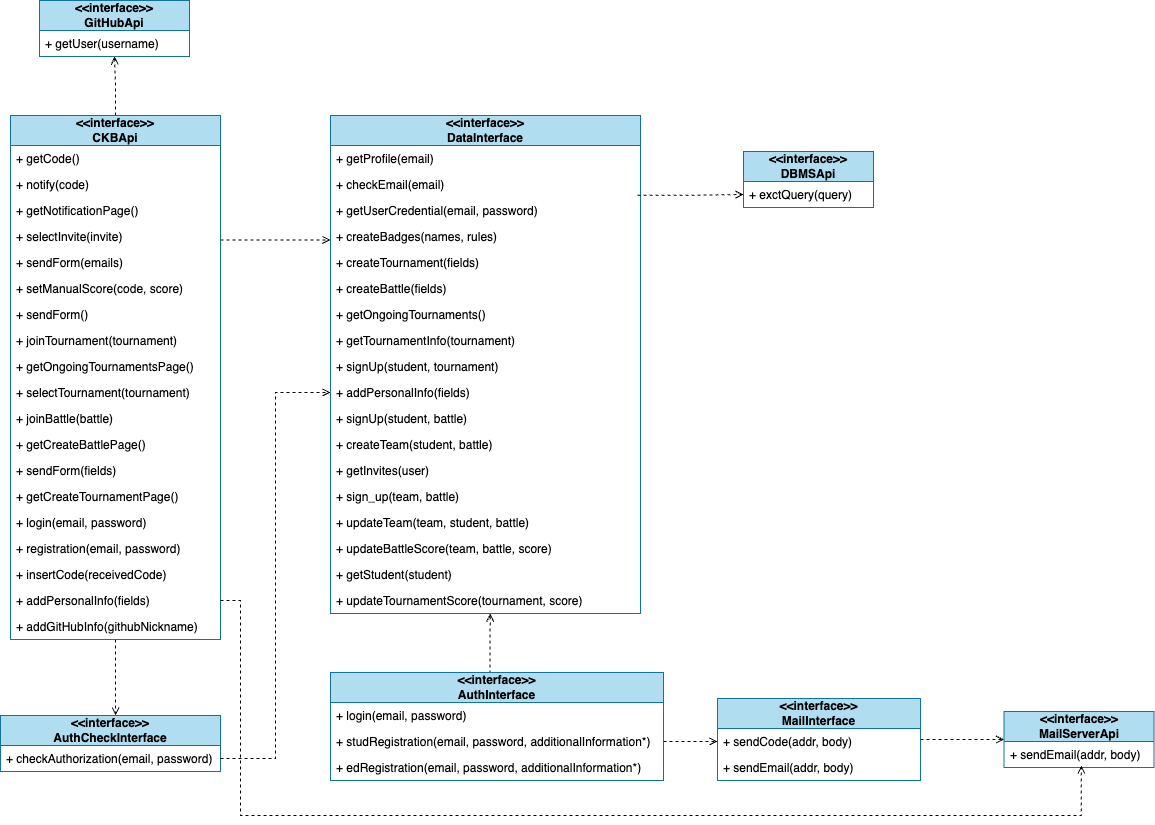 <<interface>>
GitHubApi
+ getUser(username)
<<interface>>
CKBApi
+ getCode()
+ notify(code)
+ getNotificationPage()
+ selectInvite(invite)
+ sendForm(emails)
+ setManualScore(code, score)
+ sendForm()
+ joinTournament(tournament)
+ getOngoingTournamentsPage()
+ selectTournament(tournament)
+ joinBattle(battle)
+ getCreateBattlePage()
+ sendForm(fields)
+ getCreateTournamentPage()
+ login(email, password)
+ registration(email, password)
+ insertCode(receivedCode)
+ addPersonalInfo(fields)
+ addGitHubInfo(githubNickname)
<<interface>>
DataInterface
+ getProfile(email)
+ checkEmail(email)
+ getUserCredential(email, password)
+ createBadges(names, rules)
+ createTournament(fields)
+ createBattle(fields)
+ getOngoingTournaments()
+ getTournamentInfo(tournament)
+ signUp(student, tournament)
+ addPersonalInfo(fields)
+ signUp(student, battle)
+ createTeam(student, battle)
+ getInvites(user)
+ sign_up(team, battle)
+ updateTeam(team, student, battle)
+ updateBattleScore(team, battle, score)
+ getStudent(student)
+ updateTournamentScore(tournament, score)
<<interface>>
DBMSApi
+ exctQuery(query)
<<interface>>
AuthCheckInterface
+ checkAuthorization(email, password)
<<interface>>
AuthInterface
+ login(email, password)
+ studRegistration(email, password, additionalInformation*)
+ edRegistration(email, password, additionalInformation*)
<<interface>>
MailInterface
+ sendCode(addr, body)
+ sendEmail(addr, body)
<<interface>>
MailServerApi
+ sendEmail(addr, body)